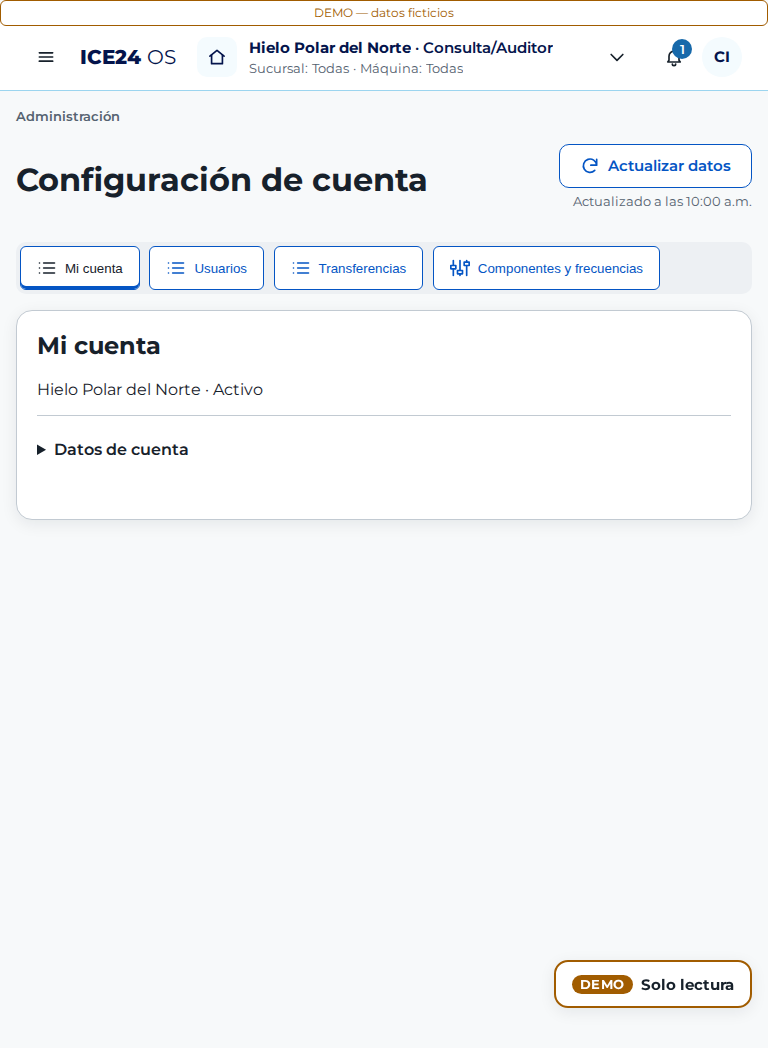 DEMO — datos ficticios
ICE24 OS
Hielo Polar del Norte · Consulta/Auditor
Sucursal: Todas · Máquina: Todas
1
CI
Administración
Configuración de cuenta
Actualizar datos
Actualizado a las 10:00 a.m.
Mi cuenta
Usuarios
Transferencias
Componentes y frecuencias
Mi cuenta
Hielo Polar del Norte · Activo
Datos de cuenta
DEMO Solo lectura